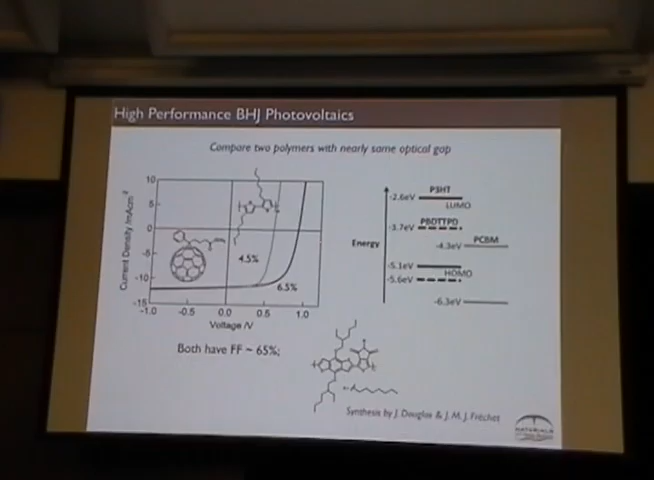 High Performance BHJ Photovoltaics
Compare two polymers with nearly same optical gap
10
5
0
-5
-10
-15
Current Density /mAcm⁻²
4.5%
6.5%
-1.0 -0.5 0.0 0.5 1.0
Voltage /V
Both have FF ~ 65%;
Energy
P3HT
-2.6eV
LUMO
PBDTTPD
-3.7eV
PCBM
-4.3eV
-5.1eV
HOMO
-5.6eV
-6.3eV
Synthesis by J. Douglas & J. M. J. Fréchet
MATERIALS